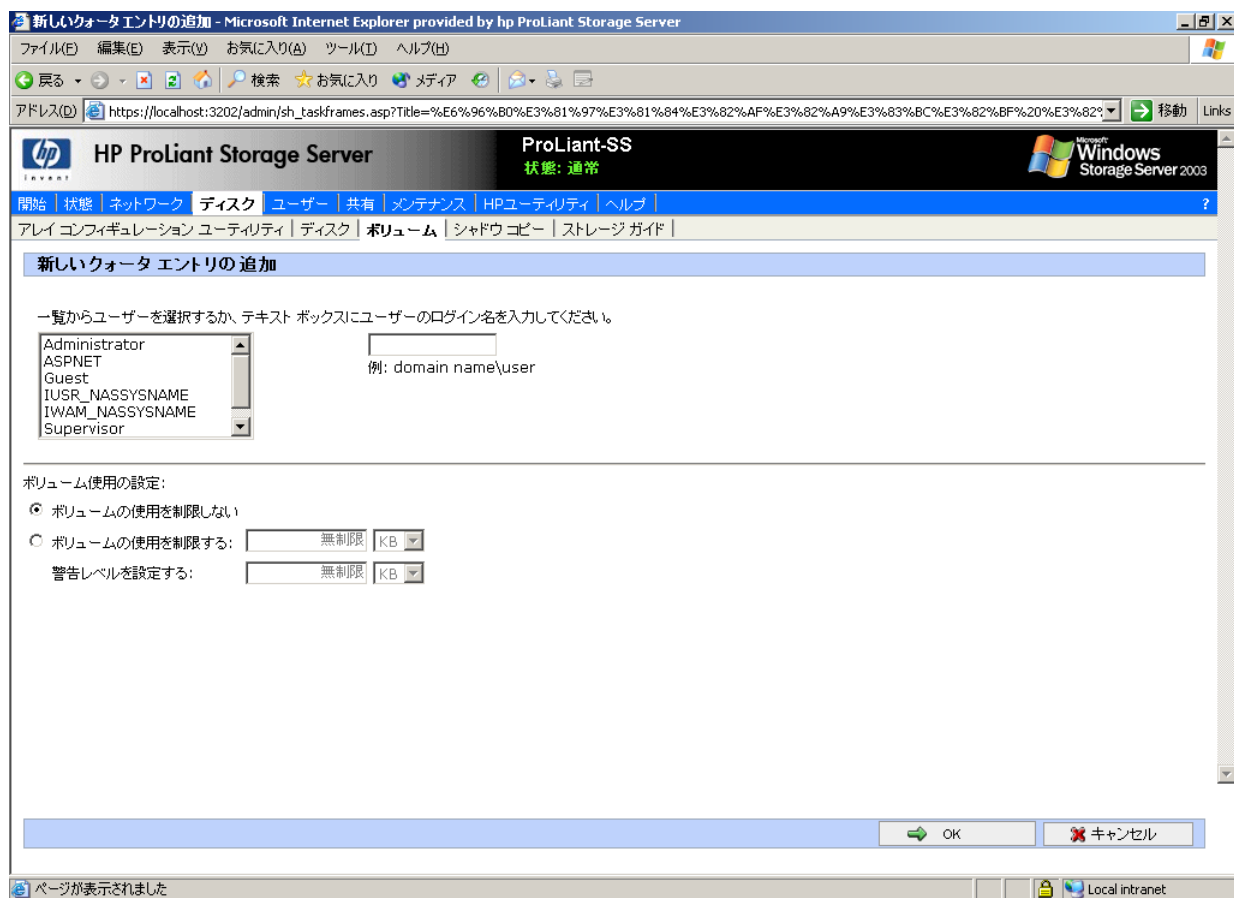 新しいクォータ エントリの追加 - Microsoft Internet Explorer provided by hp ProLiant Storage Server
ファイル(F) 編集(E) 表示(V) お気に入り(A) ツール(T) ヘルプ(H)
戻る 検索 お気に入り メディア
アドレス(D) https://localhost:3202/admin/sh_taskframes.asp?Title=%E6%96%B0%E3%81%97%E3%81%84%E3%82%AF%E3%82%A9%E3%83%BC%E3%82%BF%20%E3%82% 移動 Links
hp invent HP ProLiant Storage Server
ProLiant-SS
状態: 通常
Microsoft Windows Storage Server 2003
開始 | 状態 | ネットワーク | ディスク | ユーザー | 共有 | メンテナンス | HPユーティリティ | ヘルプ | ?
アレイ コンフィギュレーション ユーティリティ | ディスク | ボリューム | シャドウ コピー | ストレージ ガイド |
新しいクォータ エントリの追加
一覧からユーザーを選択するか、テキスト ボックスにユーザーのログイン名を入力してください。
Administrator
ASPNET
Guest
IUSR_NASSYSNAME
IWAM_NASSYSNAME
Supervisor
例: domain name\user
ボリューム使用の設定:
ボリュームの使用を制限しない
ボリュームの使用を制限する: 無制限 KB
警告レベルを設定する: 無制限 KB
OK キャンセル
ページが表示されました Local intranet